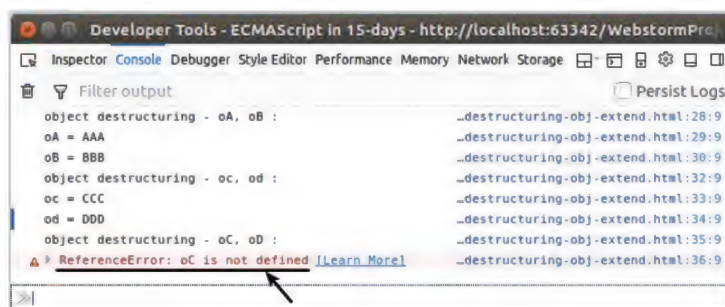 Developer Tools - ECMAScript in 15-days - http://localhost:63342/WebstormPro
Inspector Console Debugger Style Editor Performance Memory Network Storage
Filter output Persist Logs
object destructuring - oA, oB : …destructuring-obj-extend.html:28:9
oA = AAA …destructuring-obj-extend.html:29:9
oB = BBB …destructuring-obj-extend.html:30:9
object destructuring - oc, od : …destructuring-obj-extend.html:32:9
oc = CCC …destructuring-obj-extend.html:33:9
od = DDD …destructuring-obj-extend.html:34:9
object destructuring - oC, oD : …destructuring-obj-extend.html:35:9
ReferenceError: oC is not defined [Learn More] …destructuring-obj-extend.html:36:9